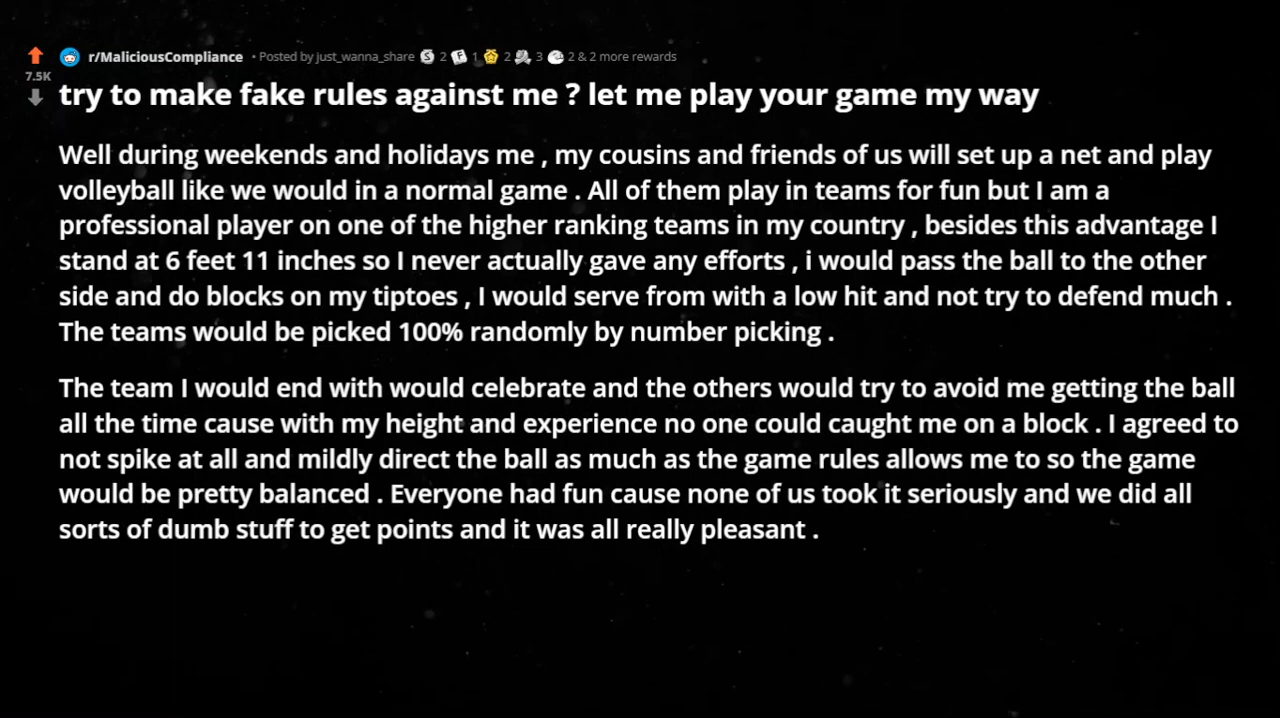 r/MaliciousCompliance • Posted by just_wanna_share 2 1 2 3 2 & 2 more rewards
7.5K
try to make fake rules against me ? let me play your game my way
Well during weekends and holidays me , my cousins and friends of us will set up a net and play
volleyball like we would in a normal game . All of them play in teams for fun but I am a
professional player on one of the higher ranking teams in my country , besides this advantage I
stand at 6 feet 11 inches so I never actually gave any efforts , i would pass the ball to the other
side and do blocks on my tiptoes , I would serve from with a low hit and not try to defend much .
The teams would be picked 100% randomly by number picking .
The team I would end with would celebrate and the others would try to avoid me getting the ball
all the time cause with my height and experience no one could caught me on a block . I agreed to
not spike at all and mildly direct the ball as much as the game rules allows me to so the game
would be pretty balanced . Everyone had fun cause none of us took it seriously and we did all
sorts of dumb stuff to get points and it was all really pleasant .